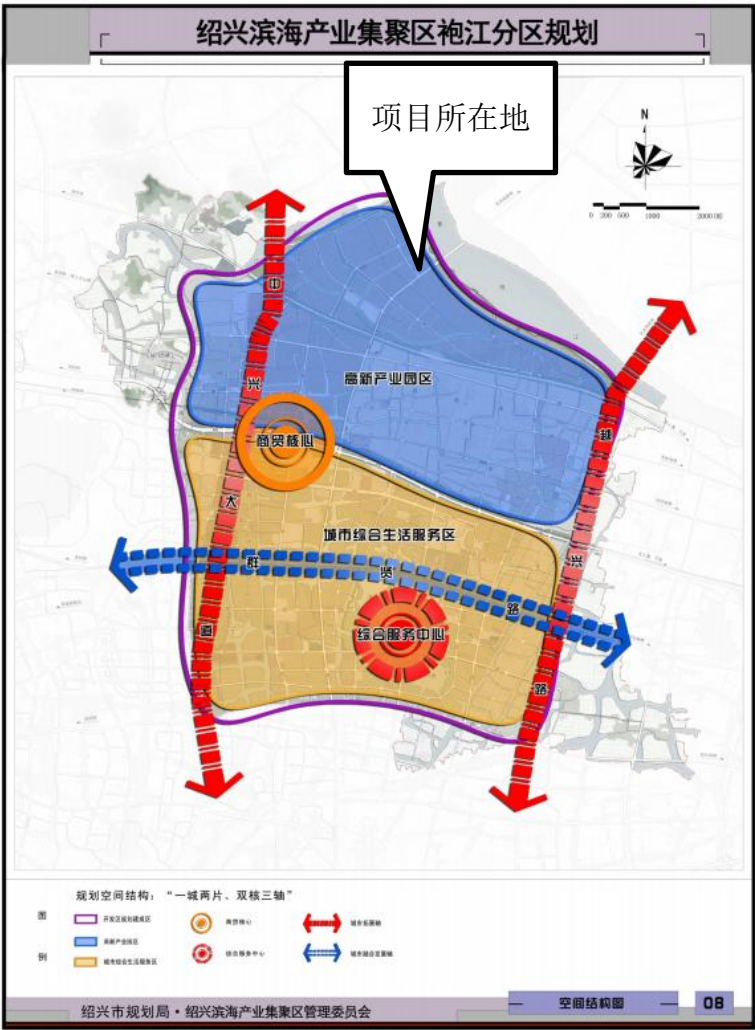 绍兴滨海产业集聚区袍江分区规划
项目所在地
N
0 200 500 1000 2000(M)
中
兴
大
道
高新产业园区
商贸核心
越
兴
路
城市综合生活服务区
群
贤
路
综合服务中心
规划空间结构：“一城两片、双核三轴”
图
例
开发区规划建成区
商贸核心
城市拓展轴
高新产业园区
综合服务中心
城市融合发展轴
城市综合生活服务区
绍兴市规划局·绍兴滨海产业集聚区管理委员会
空间结构图
08